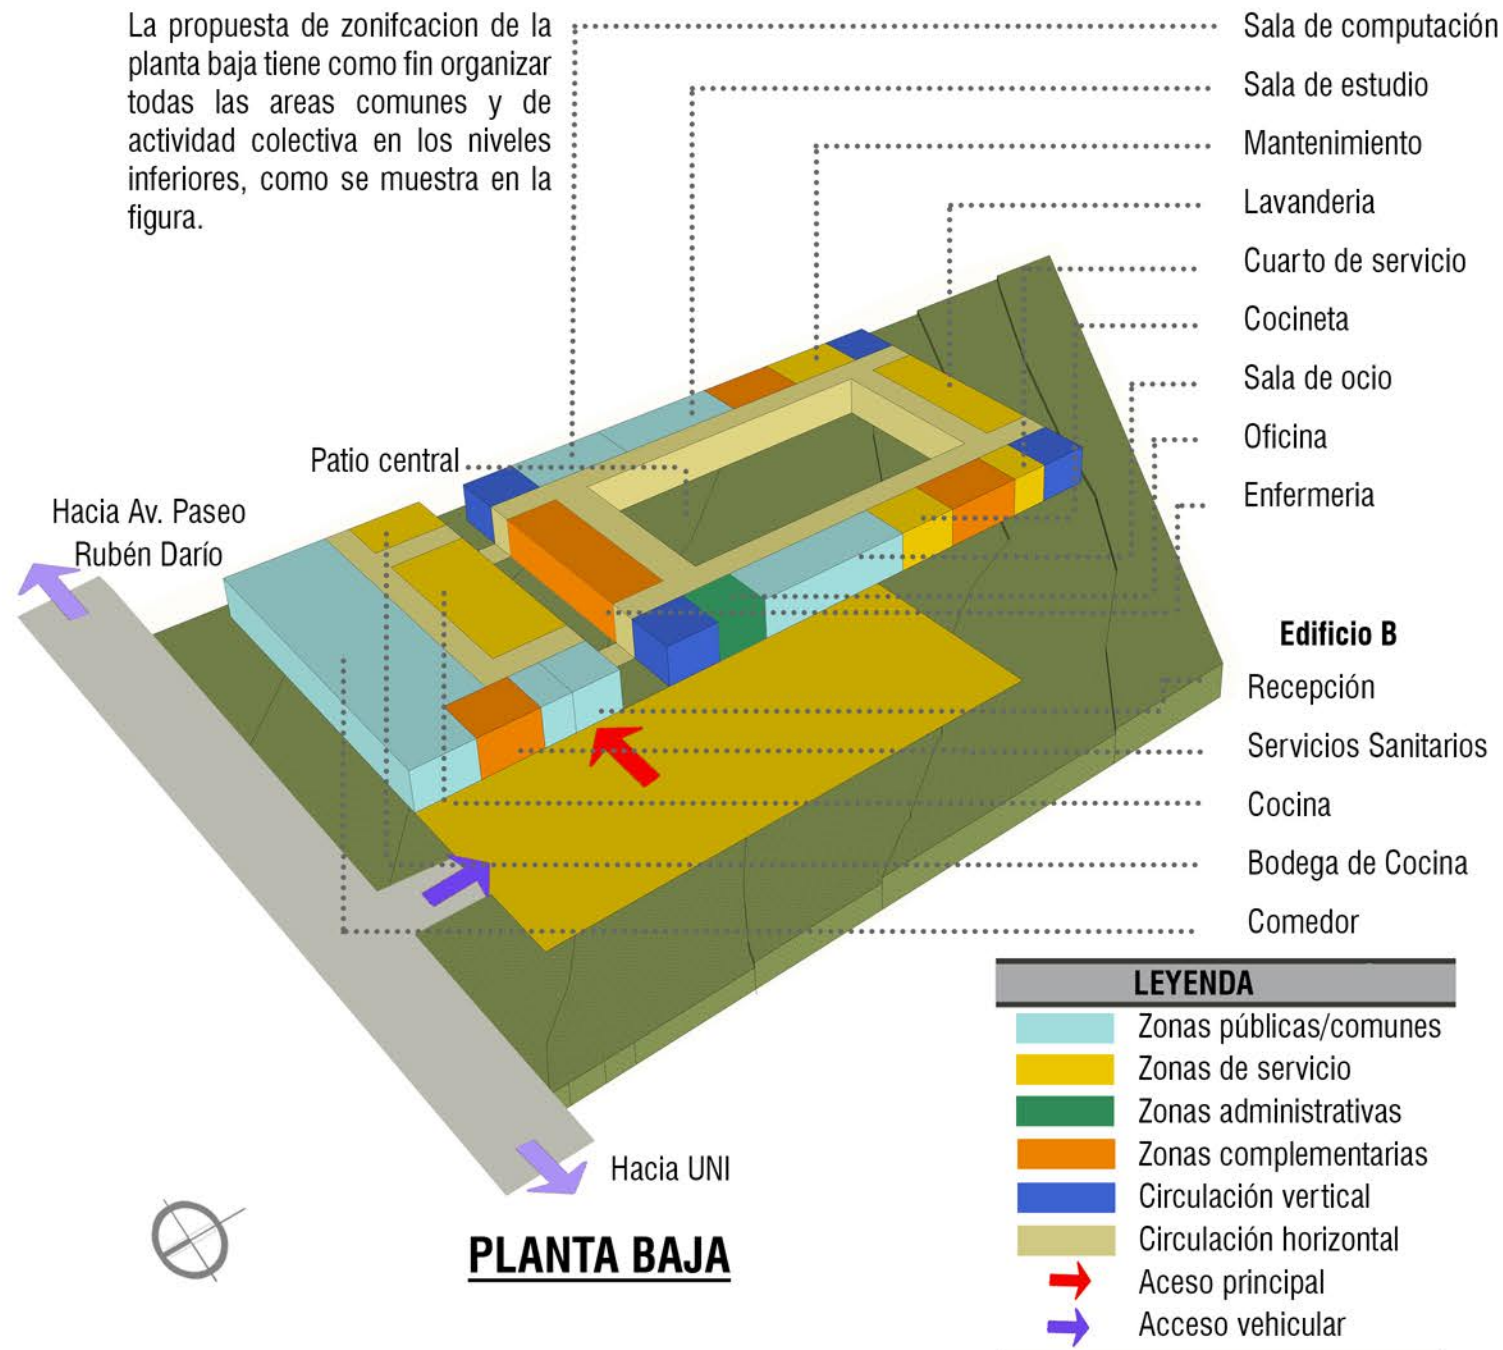 La propuesta de zonifcacion de la
planta baja tiene como fin organizar
todas las areas comunes y de
actividad colectiva en los niveles
inferiores, como se muestra en la
figura.
Sala de computación
Sala de estudio
Mantenimiento
Lavanderia
Cuarto de servicio
Cocineta
Sala de ocio
Oficina
Enfermeria
Patio central
Hacia Av. Paseo
Rubén Darío
Edificio B
Recepción
Servicios Sanitarios
Cocina
Bodega de Cocina
Comedor
LEYENDA
Zonas públicas/comunes
Zonas de servicio
Zonas administrativas
Zonas complementarias
Circulación vertical
Circulación horizontal
Aceso principal
Acceso vehicular
Hacia UNI
PLANTA BAJA